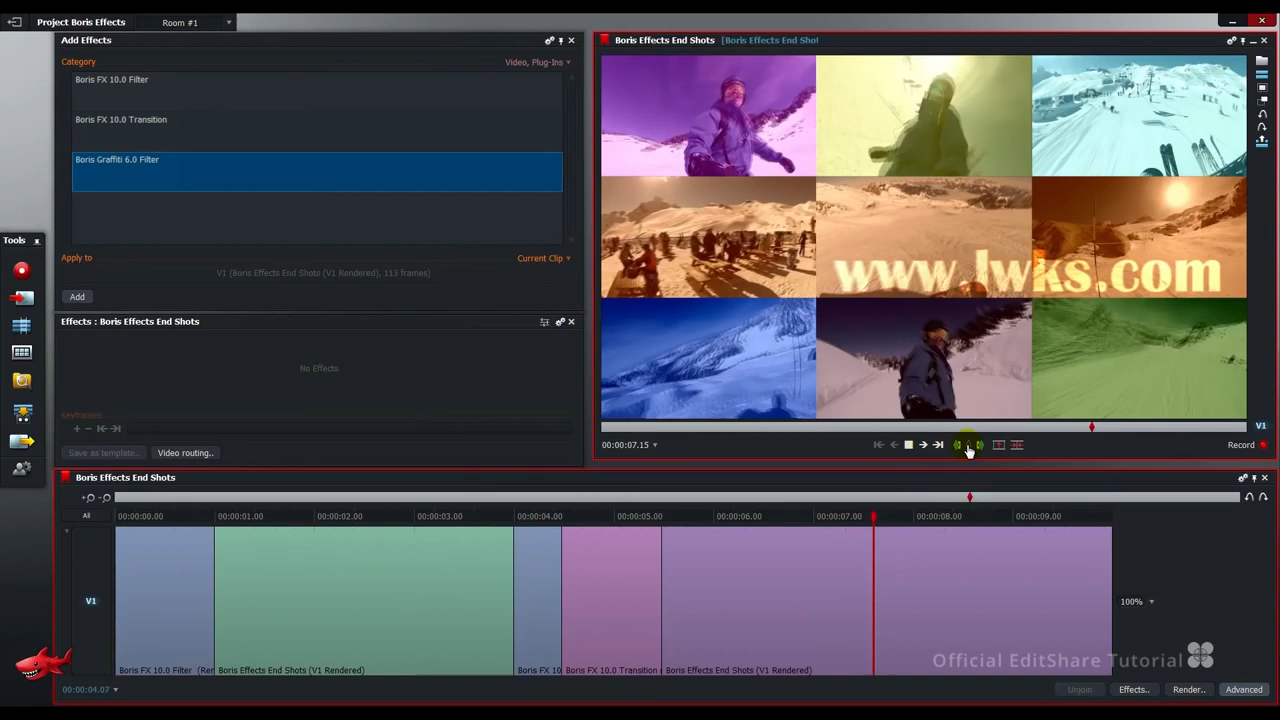 Project Boris Effects
Room #1
Add Effects
Category
Video, Plug-Ins
Boris FX 10.0 Filter
Boris FX 10.0 Transition
Boris Graffiti 6.0 Filter
Apply to
V1 (Boris Effects End Shots (V1 Rendered), 113 frames)
Current Clip
Add
Effects : Boris Effects End Shots
No Effects
Keyframes
Save as template..
Video routing..
Boris Effects End Shots
[Boris Effects End Shot
www.lwks.com
V1
00:00:07.15
Record
Tools
Boris Effects End Shots
All
00:00:00.00
00:00:01.00
00:00:02.00
00:00:03.00
00:00:04.00
00:00:05.00
00:00:06.00
00:00:07.00
00:00:08.00
00:00:09.00
V1
100%
Boris FX 10.0 Filter (Ren
Boris Effects End Shots (V1 Rendered)
Boris FX 10
Boris FX 10.0 Transition (
Boris Effects End Shots (V1 Rendered)
Official EditShare Tutorial
00:00:04.07
Unjoin
Effects..
Render..
Advanced